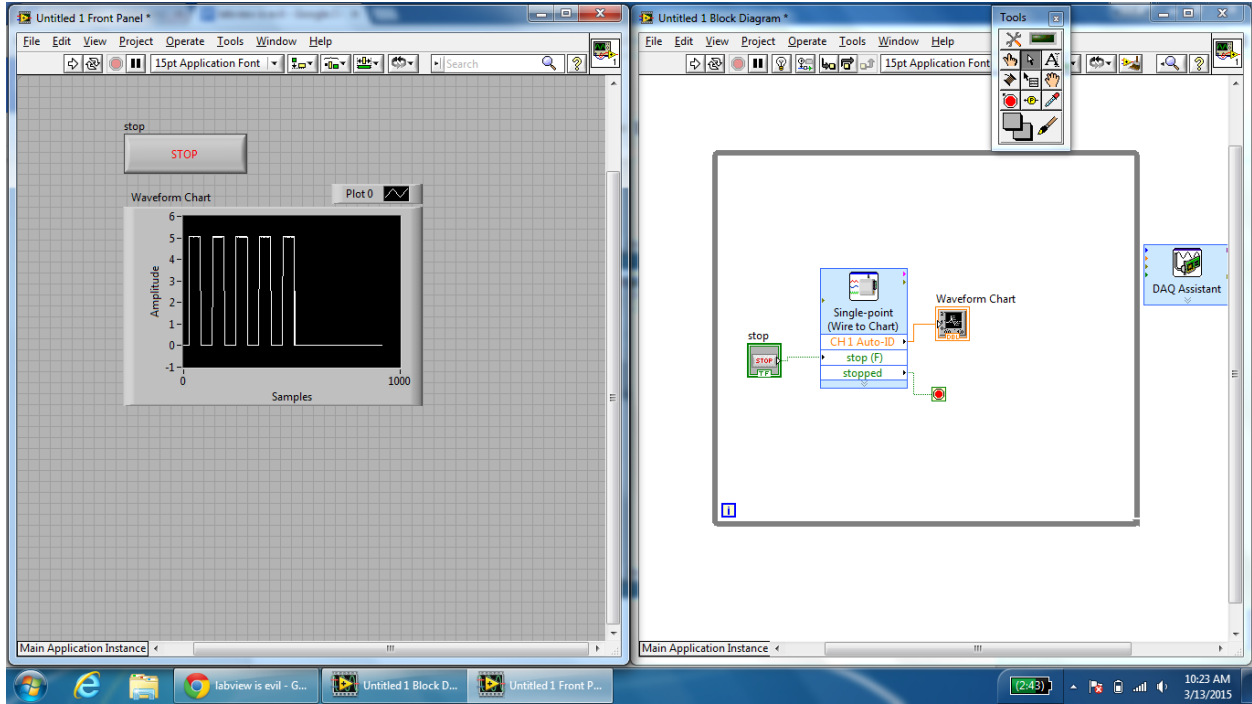 Untitled 1 Front Panel *
File Edit View Project Operate Tools Window Help
15pt Application Font
Search
1
stop
STOP
Waveform Chart
Plot 0
6
5
4
3
2
1
0
-1
Amplitude
0
1000
Samples
Main Application Instance
Untitled 1 Block Diagram *
File Edit View Project Operate Tools Window Help
15pt Application Font
1
Tools
A
P
DAQ Assistant
Single-point
(Wire to Chart)
CH 1 Auto-ID
stop (F)
stopped
Waveform Chart
DBL
stop
STOP
TF
i
Main Application Instance
labview is evil - G...
Untitled 1 Block D...
Untitled 1 Front P...
(2:43)
10:23 AM
3/13/2015